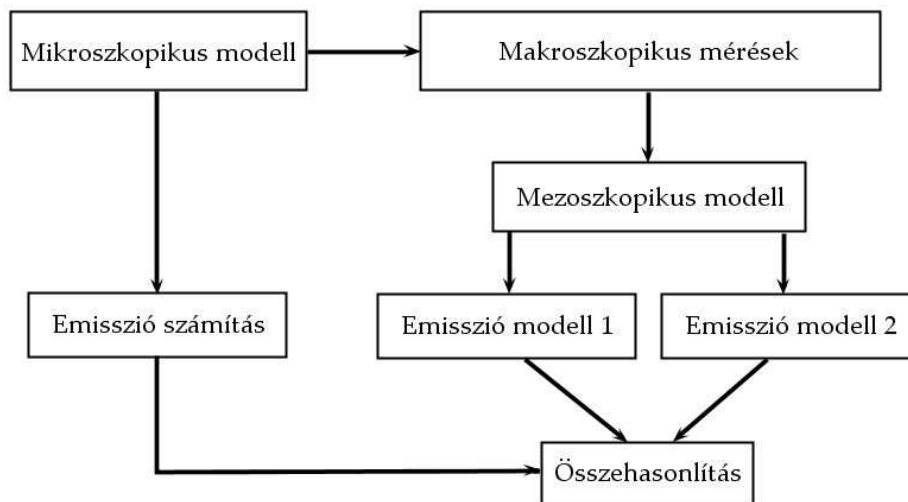 Mikroszkopikus modell
Makroszkopikus mérések
Mezoszkopikus modell
Emisszió számítás
Emisszió modell 1
Emisszió modell 2
Összehasonlítás